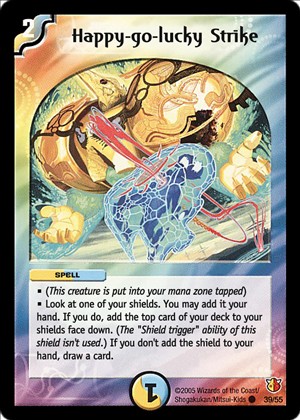 2
Happy-go-lucky Strike
SPELL
▪ (This creature is put into your mana zone tapped)
▪ Look at one of your shields. You may add it your
hand. If you do, add the top card of your deck to your
shields face down. (The "Shield trigger" ability of this
shield isn't used.) If you don't add the shield to your
hand, draw a card.
1
©2005 Wizards of the Coast/
Shogakukan/Mitsui-Kids ● 39/55